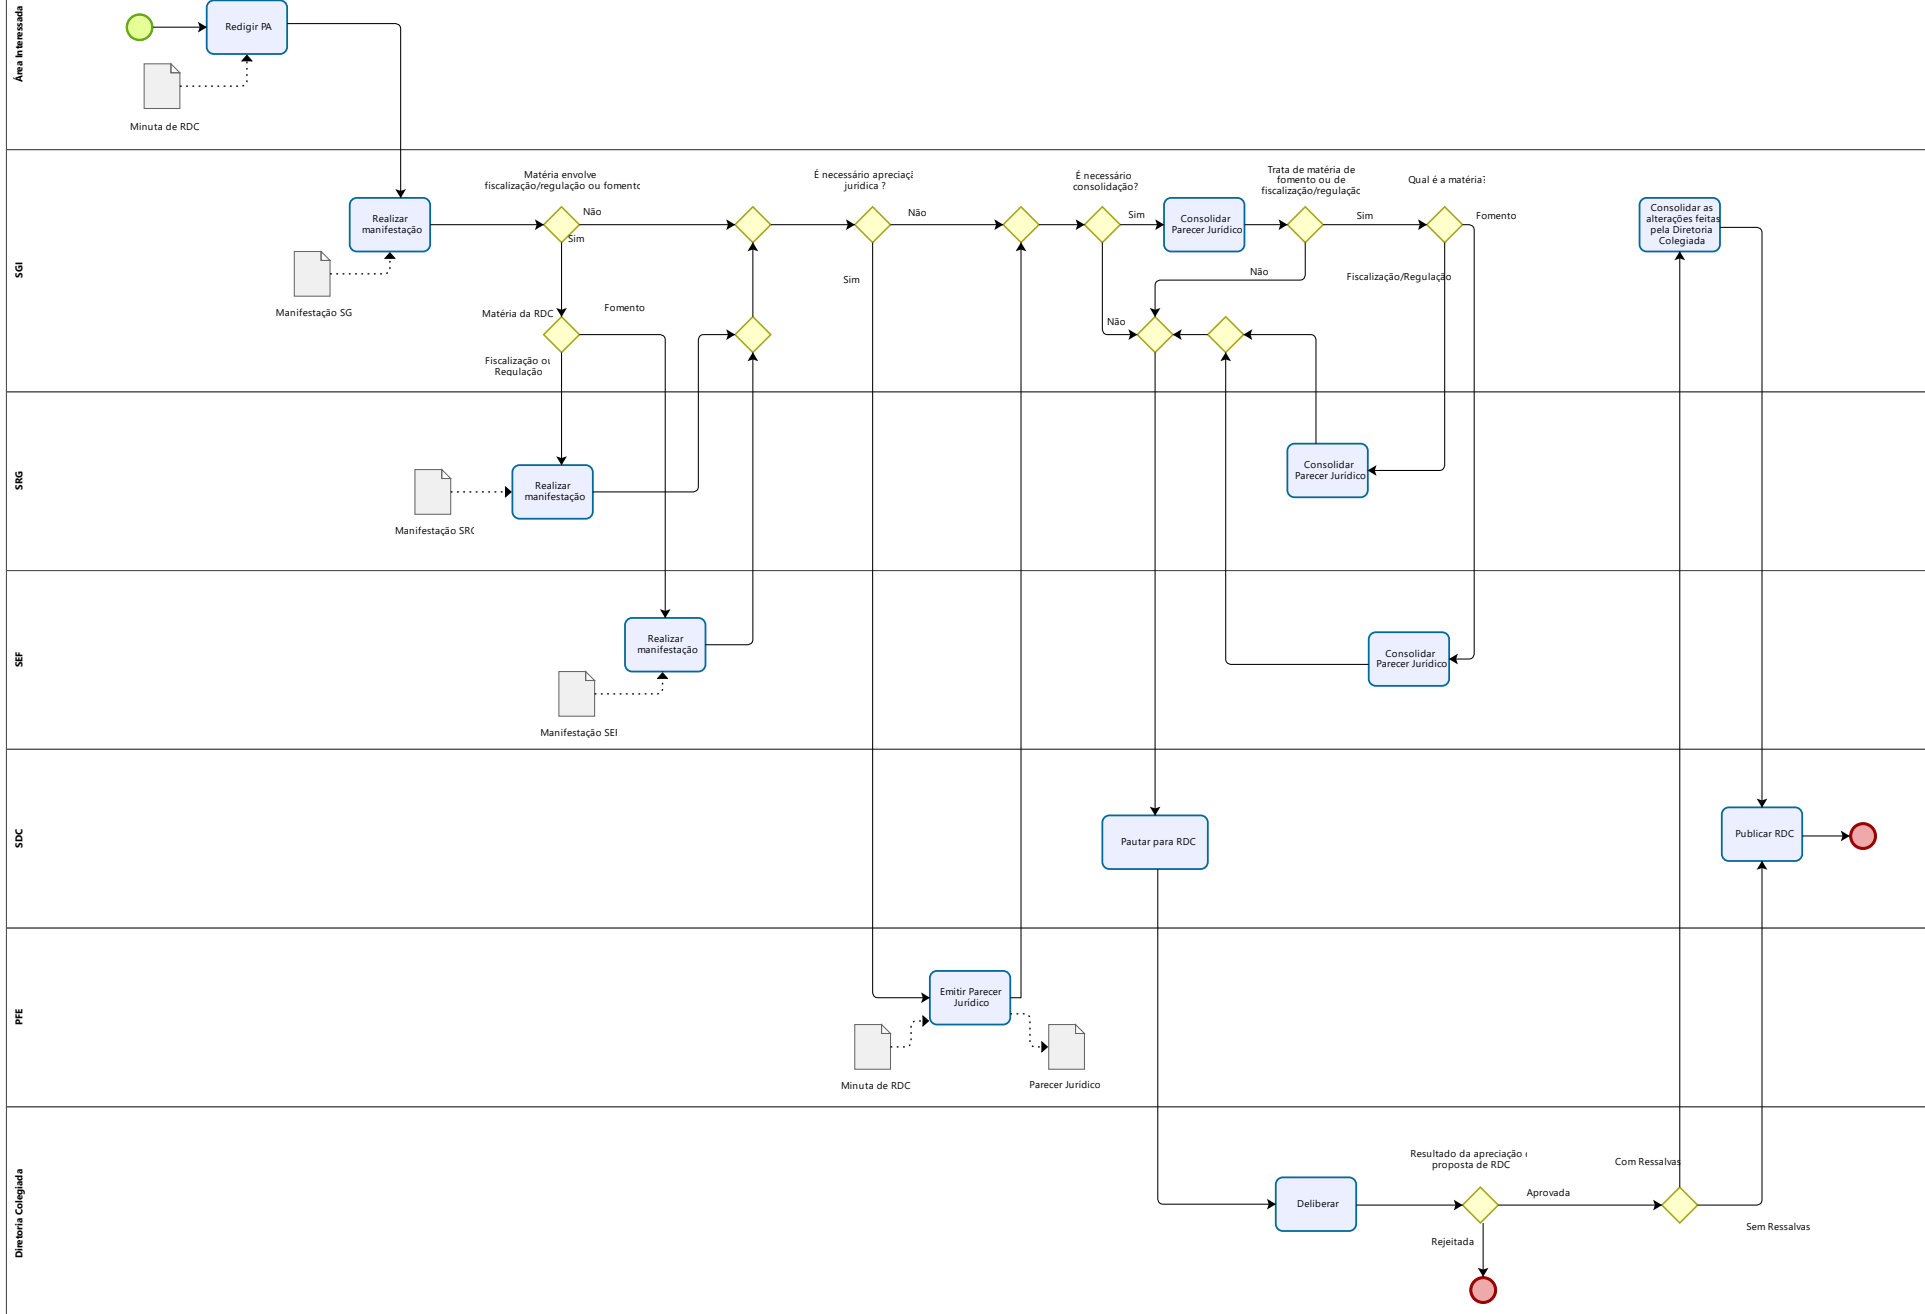 Área Interessada
Redigir PA
Minuta de RDC
SGI
Realizar
manifestação
Manifestação SG
Matéria envolve
fiscalização/regulação ou fomento
Não
Sim
Matéria da RDC
Fomento
Fiscalização ou
Regulação
É necessário
jurídica ?
Não
Sim
É necessário
consolidação?
Sim
Não
Consolidar
Parecer Jurídico
Trata de matéria de
fomento ou de
fiscalização/regulação
Sim
Não
Qual é a matéria?
Fomento
Fiscalização/Regulação
Consolidar as
alterações feitas
pela Diretoria
Colegiada
SRG
Realizar
manifestação
Manifestação
Consolidar
Parecer Jurídico
SEF
Realizar
manifestação
Manifestação
Consolidar
Parecer Jurídico
SDC
Pautar para RDC
Publicar RDC
PFE
Emitir Parecer
Jurídico
Minuta de RDC
Parecer Jurídico
Diretoria Colegiada
Deliberar
Resultado da apreciação
proposta de RDC
Aprovada
Rejeitada
Com Ressalvas
Sem Ressalvas